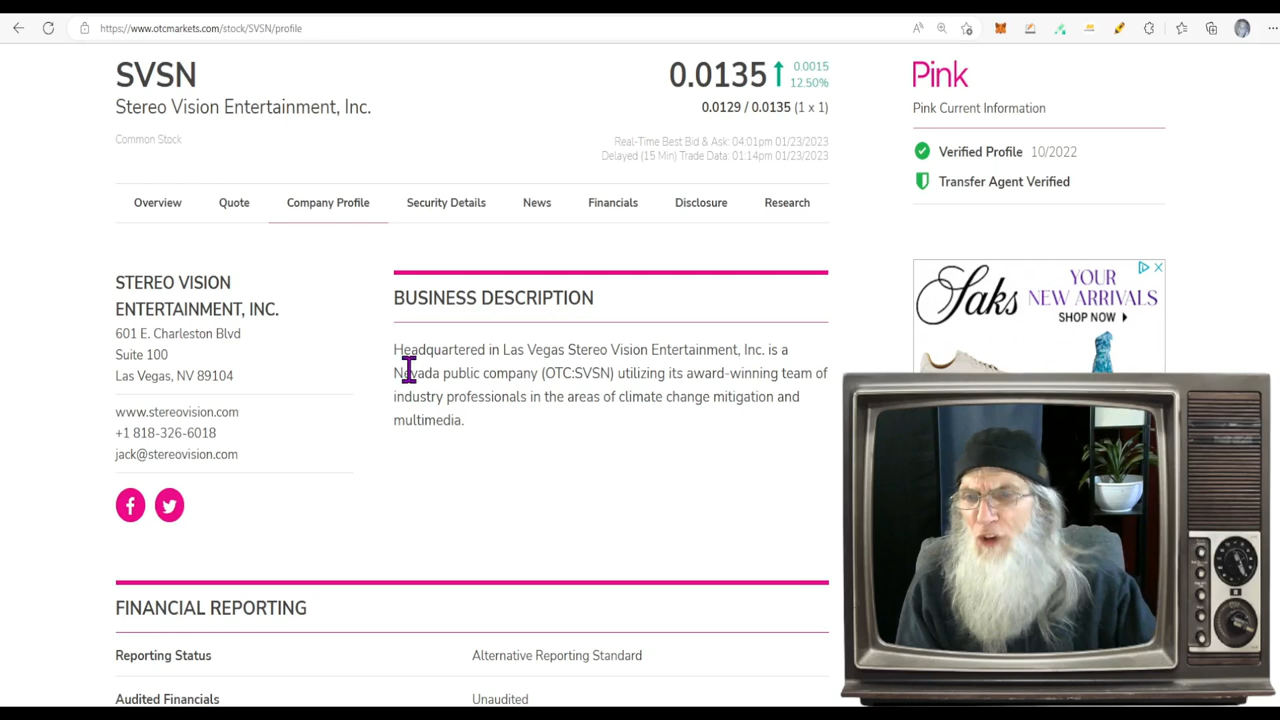 https://www.otcmarkets.com/stock/SVSN/profile
SVSN
Stereo Vision Entertainment, Inc.
Common Stock
0.0135
0.0015
12.50%
0.0129 / 0.0135 (1 x 1)
Real-Time Best Bid & Ask: 04:01pm 01/23/2023
Delayed (15 Min) Trade Data: 01:14pm 01/23/2023
Pink
Pink Current Information
Verified Profile 10/2022
Transfer Agent Verified
Overview Quote Company Profile Security Details News Financials Disclosure Research
STEREO VISION
ENTERTAINMENT, INC.
601 E. Charleston Blvd
Suite 100
Las Vegas, NV 89104
www.stereovision.com
+1 818-326-6018
jack@stereovision.com
BUSINESS DESCRIPTION
Headquartered in Las Vegas Stereo Vision Entertainment, Inc. is a
Nevada public company (OTC:SVSN) utilizing its award-winning team of
industry professionals in the areas of climate change mitigation and
multimedia.
Saks
YOUR
NEW ARRIVALS
SHOP NOW
FINANCIAL REPORTING
Reporting Status Alternative Reporting Standard
Audited Financials Unaudited